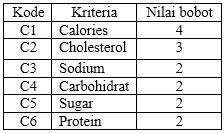 Kode Kriteria Nilai bobot
C1 Calories 4
C2 Cholesterol 3
C3 Sodium 2
C4 Carbohidrat 2
C5 Sugar 2
C6 Protein 2